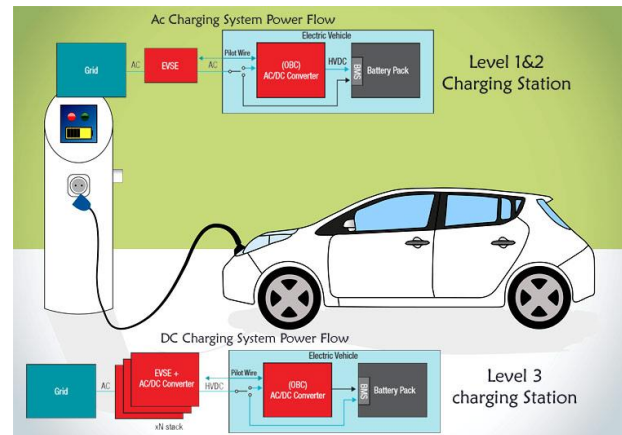 Ac Charging System Power Flow
Electric Vehicle
Grid
AC
EVSE
AC
Pilot Wire
(OBC)
AC/DC Converter
HVDC
BMS
Battery Pack
Level 1&2
Charging Station
DC Charging System Power Flow
Electric Vehicle
Grid
AC
EVSE +
AC/DC Converter
xN stack
HVDC
Pilot Wire
(OBC)
AC/DC Converter
BMS
Battery Pack
Level 3
charging Station